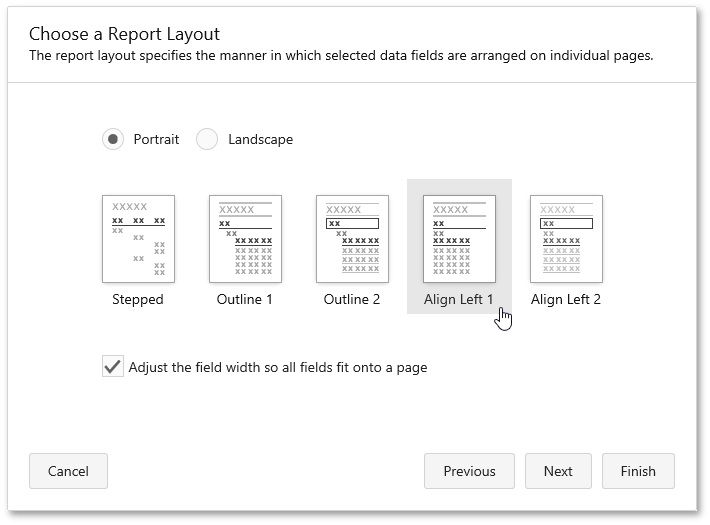 Choose a Report Layout
The report layout specifies the manner in which selected data fields are arranged on individual pages.
Portrait Landscape
Stepped Outline 1 Outline 2 Align Left 1 Align Left 2
Adjust the field width so all fields fit onto a page
Cancel Previous Next Finish